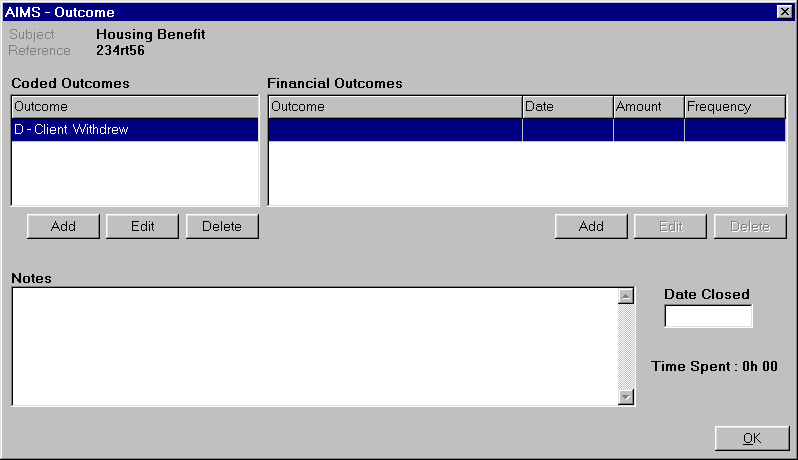 AIMS - Outcome
Subject Housing Benefit
Reference 234rt56
Coded Outcomes Financial Outcomes
Outcome Outcome Date Amount Frequency
D - Client Withdrew
Add Edit Delete Add Edit Delete
Notes
Date Closed
Time Spent : 0h 00
OK